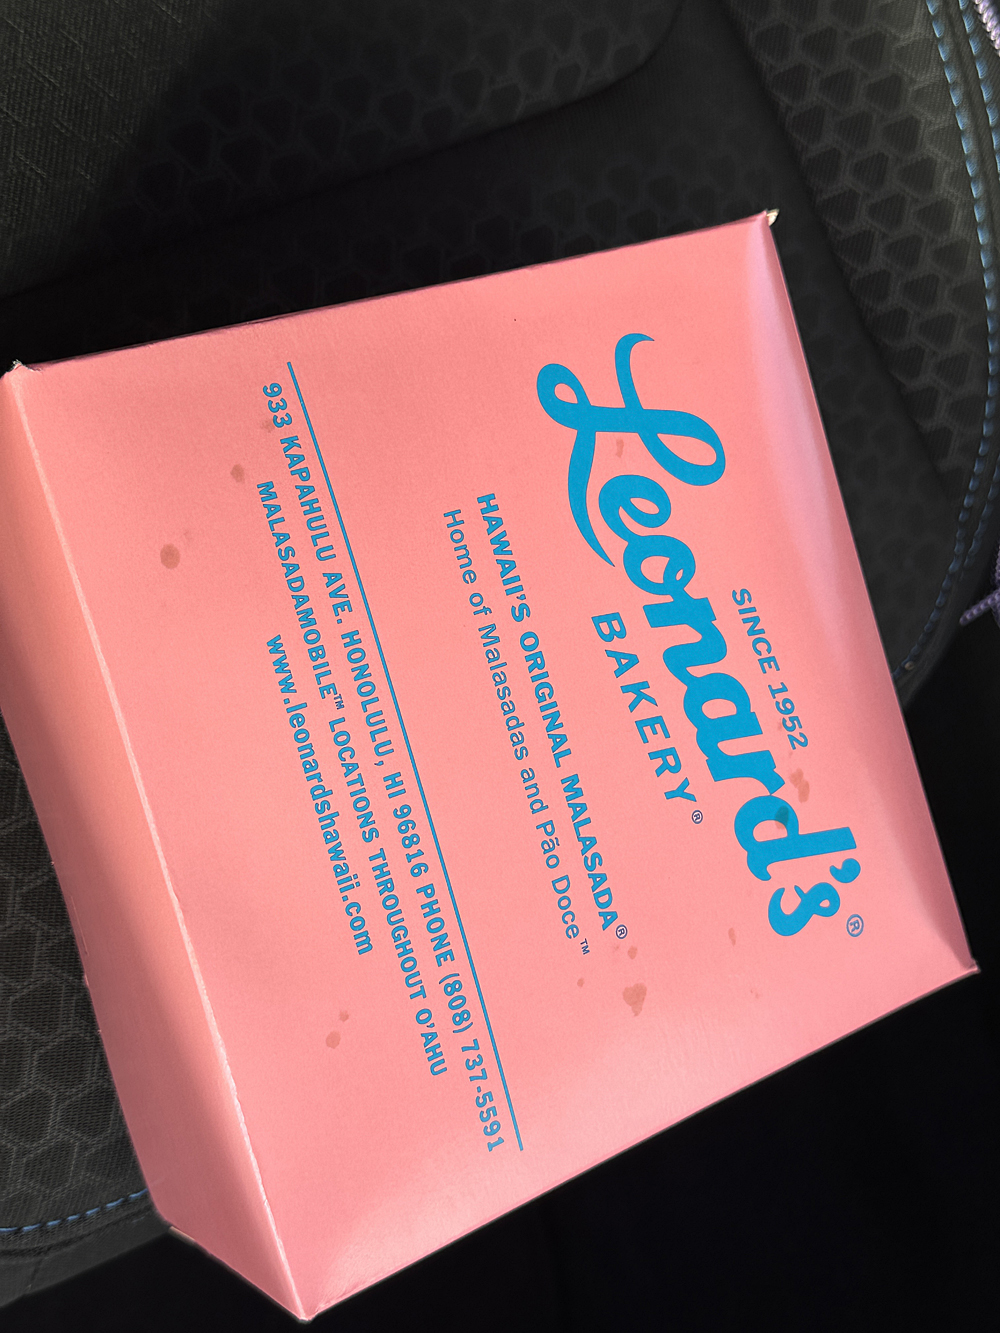 SINCE 1952
Leonard's®
BAKERY®
HAWAII'S ORIGINAL MALASADA®
Home of Malasadas and Pão Doce™
933 KAPAHULU AVE. HONOLULU, HI 96816 PHONE (808) 737-5591
MALASADAMOBILE™ LOCATIONS THROUGHOUT O'AHU
www.leonardshawaii.com